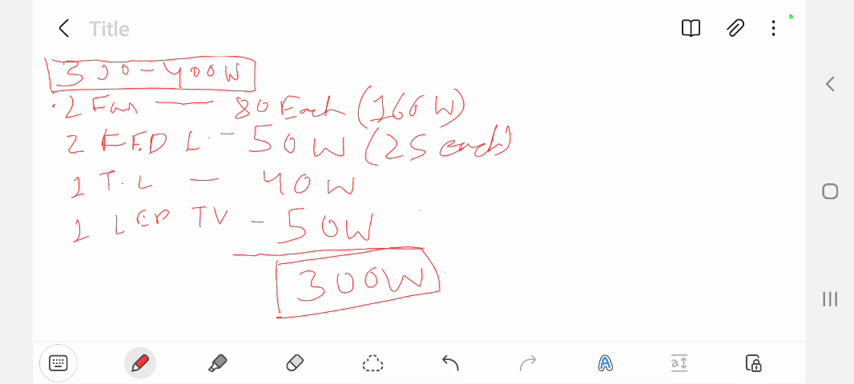 Title
300-400W
2 Fan — 80 Each (160W)
2 LED L. - 50W (25 each)
1 T.L - 40W
1 LED TV - 50W
300W